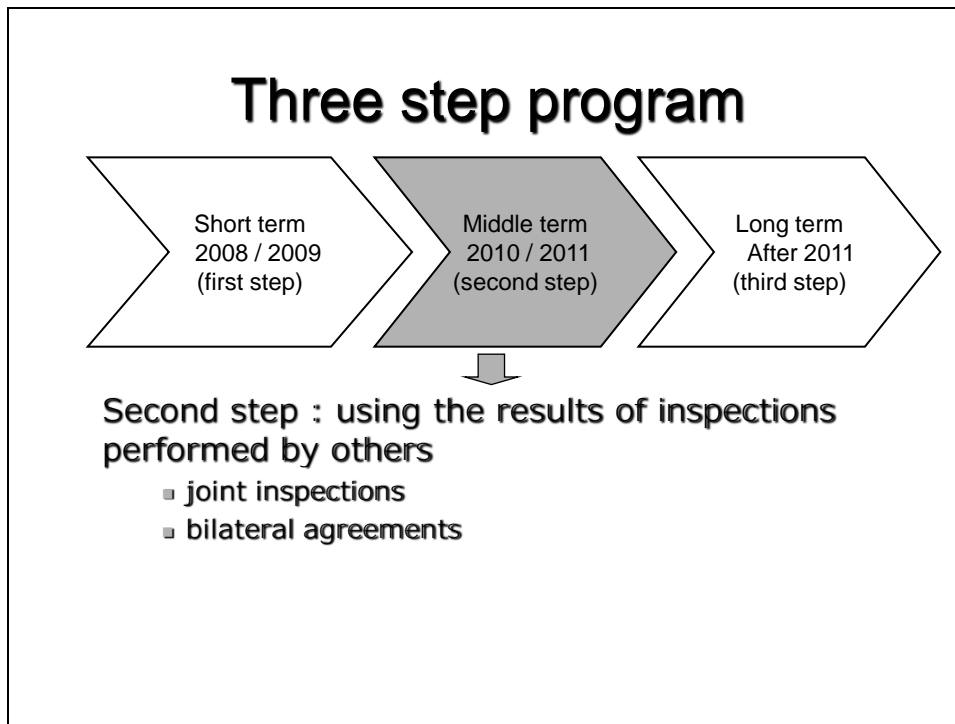 Three step program
Short term
2008 / 2009
(first step)
Middle term
2010 / 2011
(second step)
Long term
After 2011
(third step)
Second step : using the results of inspections
performed by others
joint inspections
bilateral agreements